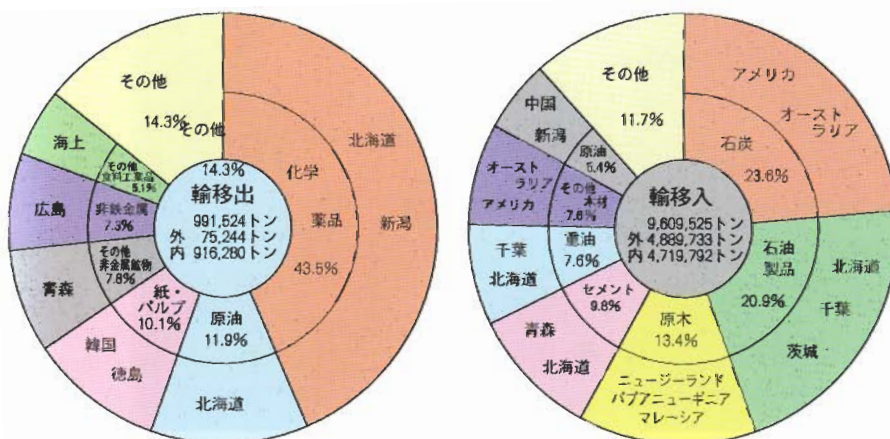 その他
14.3%
その他
14.3%
海上
その他
食料工業品
5.1%
広島
非鉄金属
7.3%
青森
その他
非金属鉱物
7.8%
韓国
徳島
紙・
パルプ
10.1%
北海道
原油
11.9%
北海道
新潟
化学
薬品
43.5%
輸移出
991,524トン
外 75,244トン
内 916,280トン
その他
11.7%
中国
新潟
原油
5.4%
オースト
ラリア
アメリカ
その他
木材
7.6%
千葉
北海道
重油
7.6%
青森
北海道
セメント
9.8%
原木
13.4%
ニュージーランド
パプアニューギニア
マレーシア
石油
製品
20.9%
北海道
千葉
茨城
アメリカ
オースト
ラリア
石炭
23.6%
輸移入
9,609,525トン
外 4,889,733トン
内 4,719,792トン